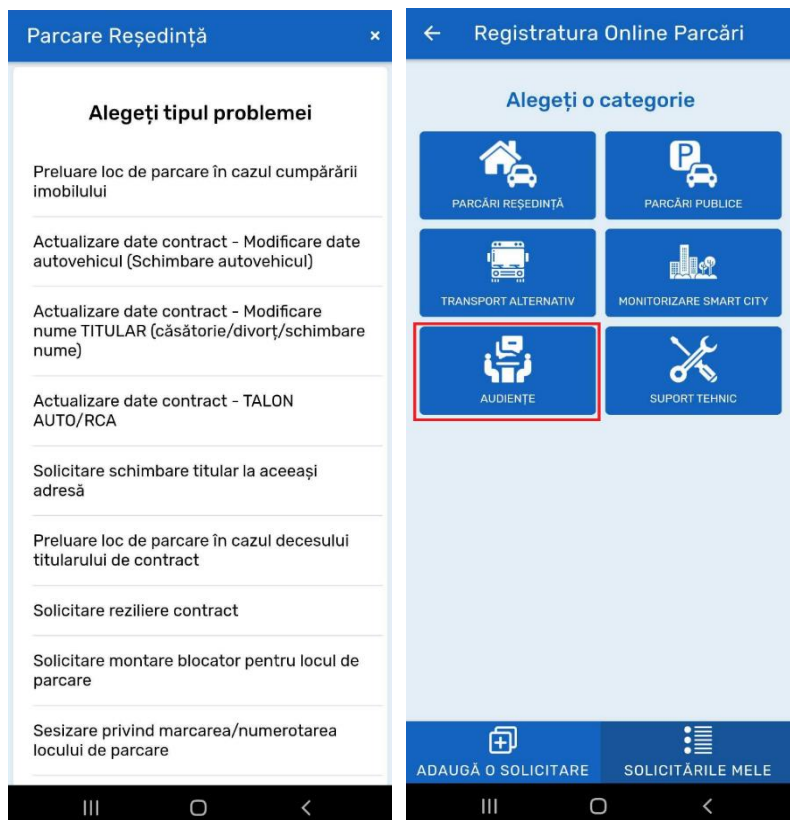 Parcare Reședință ×
Alegeți tipul problemei
Preluare loc de parcare în cazul cumpărării
imobilului
Actualizare date contract - Modificare date
autovehicul (Schimbare autovehicul)
Actualizare date contract - Modificare
nume TITULAR (căsătorie/divorț/schimbare
nume)
Actualizare date contract - TALON
AUTO/RCA
Solicitare schimbare titular la aceeași
adresă
Preluare loc de parcare în cazul decesului
titularului de contract
Solicitare reziliere contract
Solicitare montare blocator pentru locul de
parcare
Sesizare privind marcarea/numerotarea
locului de parcare
Registratura Online Parcări
Alegeți o categorie
PARCĂRI REȘEDINȚĂ
P
PARCĂRI PUBLICE
TRANSPORT ALTERNATIV
MONITORIZARE SMART CITY
AUDIENȚE
SUPORT TEHNIC
ADAUGĂ O SOLICITARE
SOLICITĂRILE MELE